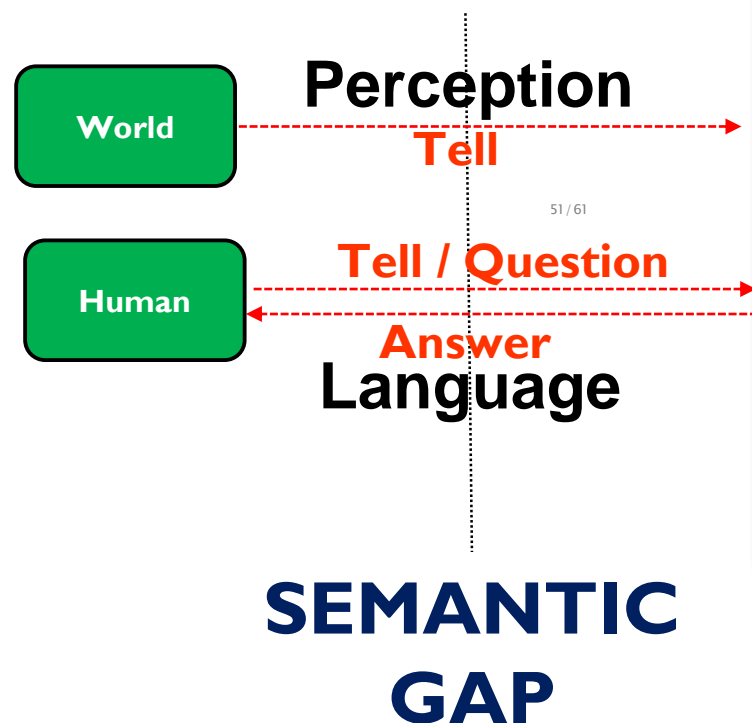 Perception
World
Tell
51 / 61
Tell / Question
Human
Answer
Language
SEMANTIC
GAP